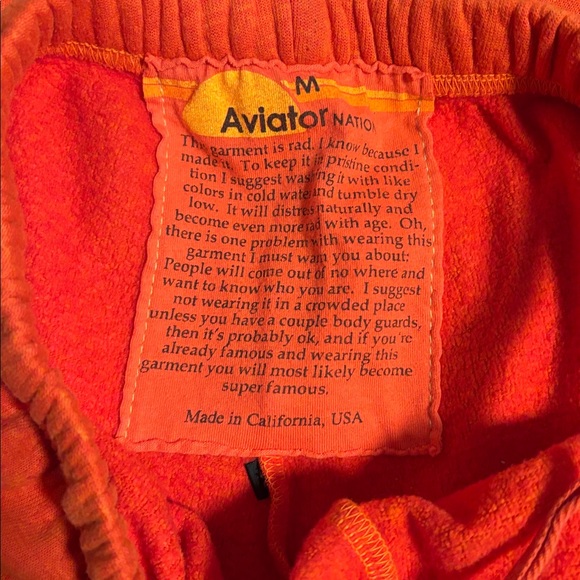 M
Aviator NATION
The garment is rad. I know because I
made it. To keep it in pristine condi-
tion I suggest washing it with like
colors in cold water and tumble dry
low. It will distress naturally and
become even more rad with age. Oh,
there is one problem with wearing this
garment I must warn you about:
People will come out of no where and
want to know who you are. I suggest
not wearing it in a crowded place
unless you have a couple body guards,
then it's probably ok, and if you're
already famous and wearing this
garment you will most likely become
super famous.
Made in California, USA